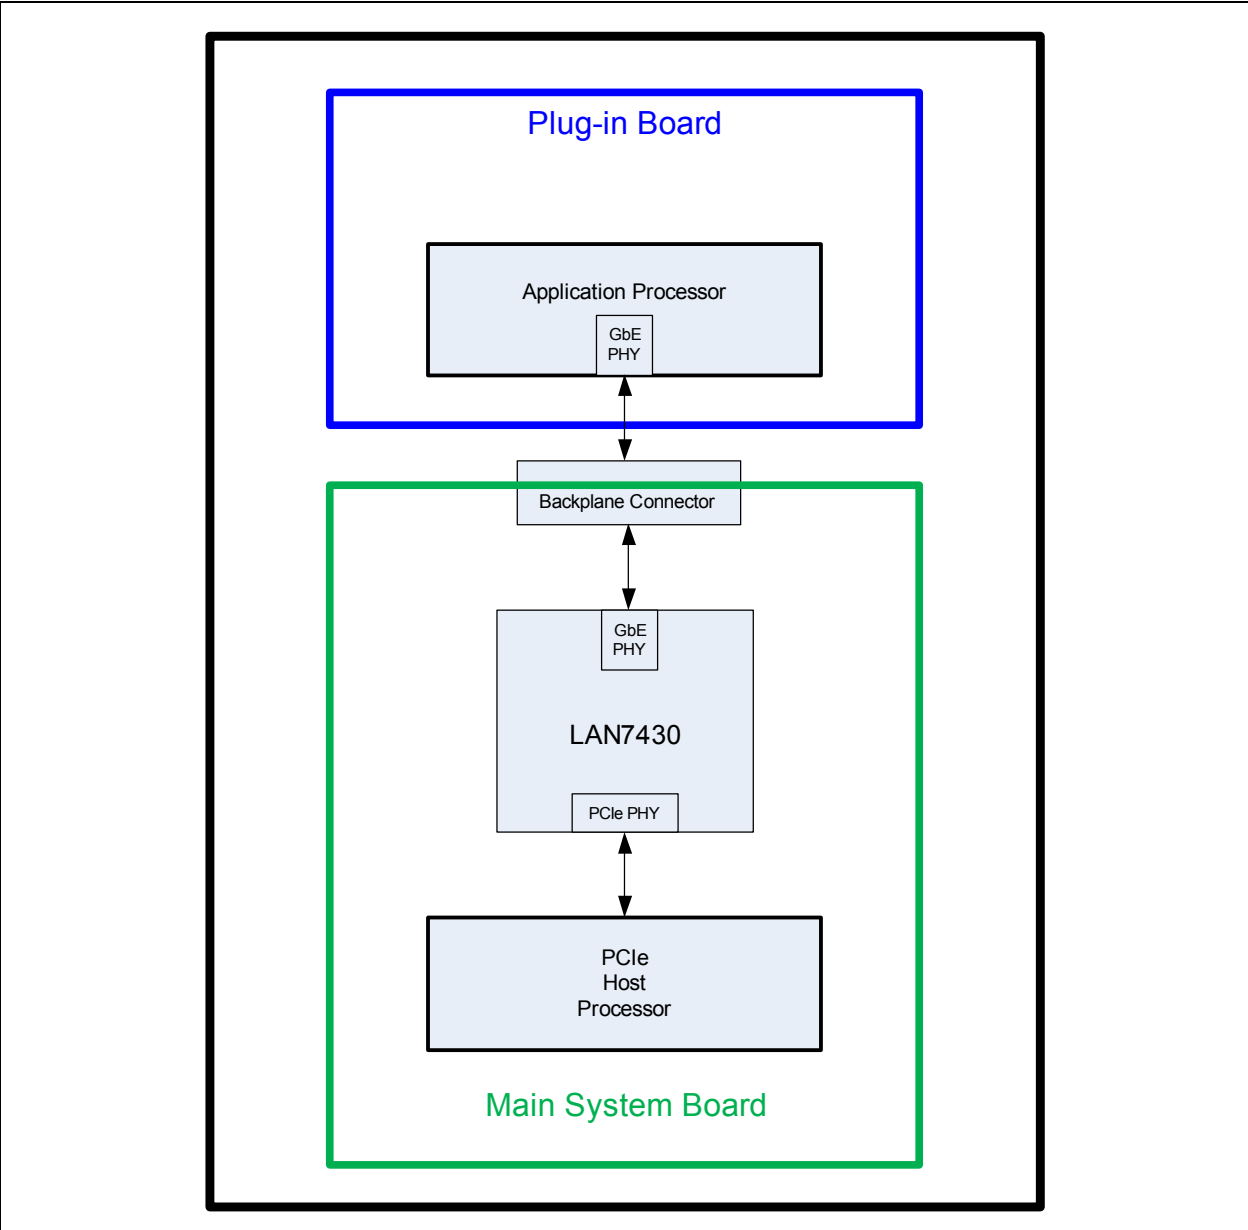 Plug-in Board
Application Processor
GbE
PHY
Backplane Connector
GbE
PHY
LAN7430
PCIe PHY
PCIe
Host
Processor
Main System Board